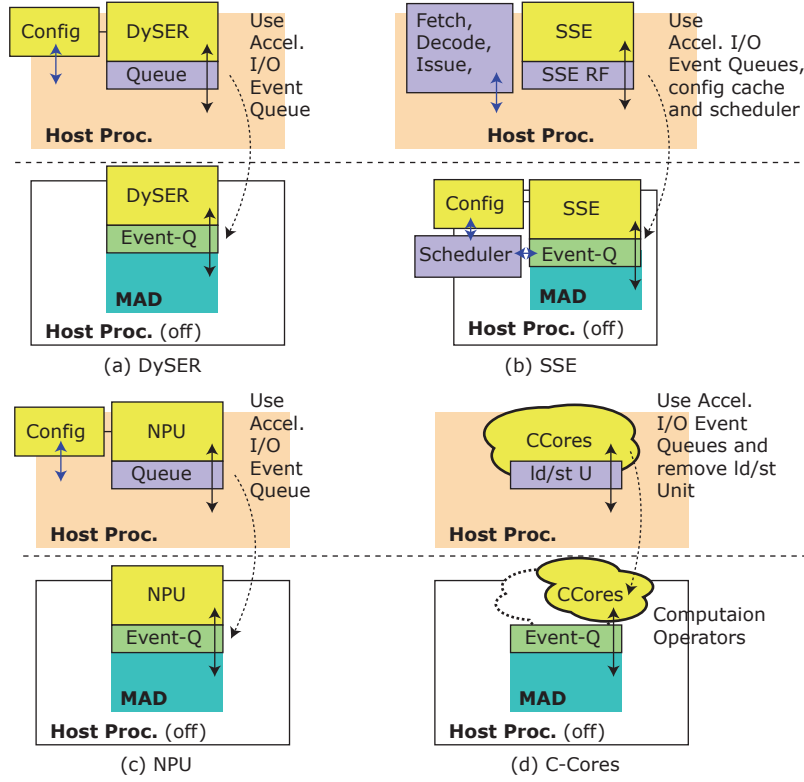 Config
DySER
Queue
Host Proc.
Use
Accel.
I/O
Event
Queue
DySER
Event-Q
MAD
Host Proc. (off)
(a) DySER
Fetch,
Decode,
Issue,
SSE
SSE RF
Host Proc.
Use
Accel. I/O
Event Queues,
config cache
and scheduler
Config
SSE
Scheduler
Event-Q
MAD
Host Proc. (off)
(b) SSE
Config
NPU
Queue
Host Proc.
Use
Accel.
I/O
Event
Queue
NPU
Event-Q
MAD
Host Proc. (off)
(c) NPU
CCores
ld/st U
Host Proc.
Use Accel.
I/O Event
Queues and
remove ld/st
Unit
CCores
Computaion
Operators
Event-Q
MAD
Host Proc. (off)
(d) C-Cores